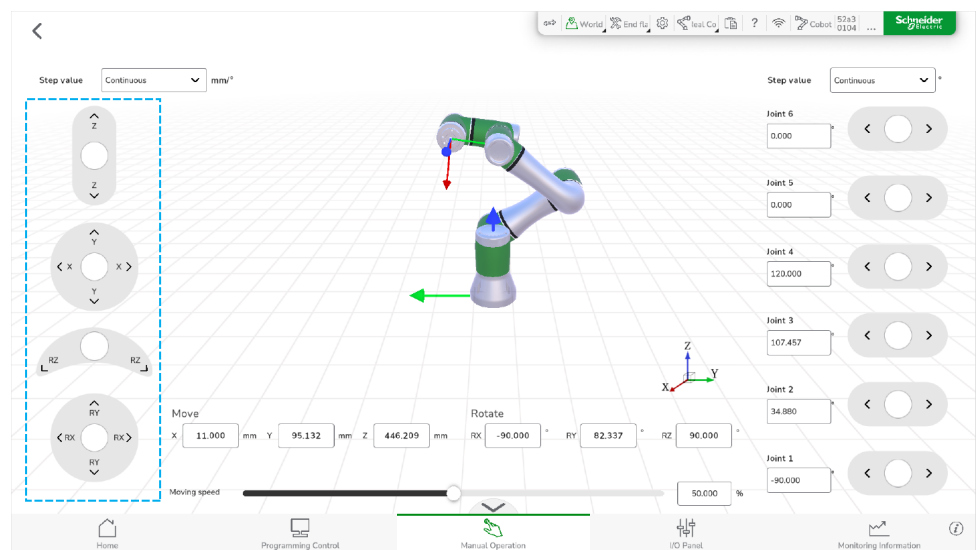 World
End fla
Teal Co
?
Cobot
52a3
0104
...
Schneider
Electric
Step value Continuous mm/°
Step value Continuous °
Z
Z
Y
X X
Y
RZ RZ
RY
RX RX
RY
Joint 6
0.000 °
Joint 5
0.000 °
Joint 4
120.000 °
Joint 3
107.457 °
Joint 2
34.880 °
Joint 1
-90.000 °
Z
Y
X
Move
X 11.000 mm Y 95.132 mm Z 446.209 mm
Rotate
RX -90.000 ° RY 82.337 ° RZ 90.000 °
Moving speed 50.000 %
Home
Programming Control
Manual Operation
I/O Panel
Monitoring Information
i